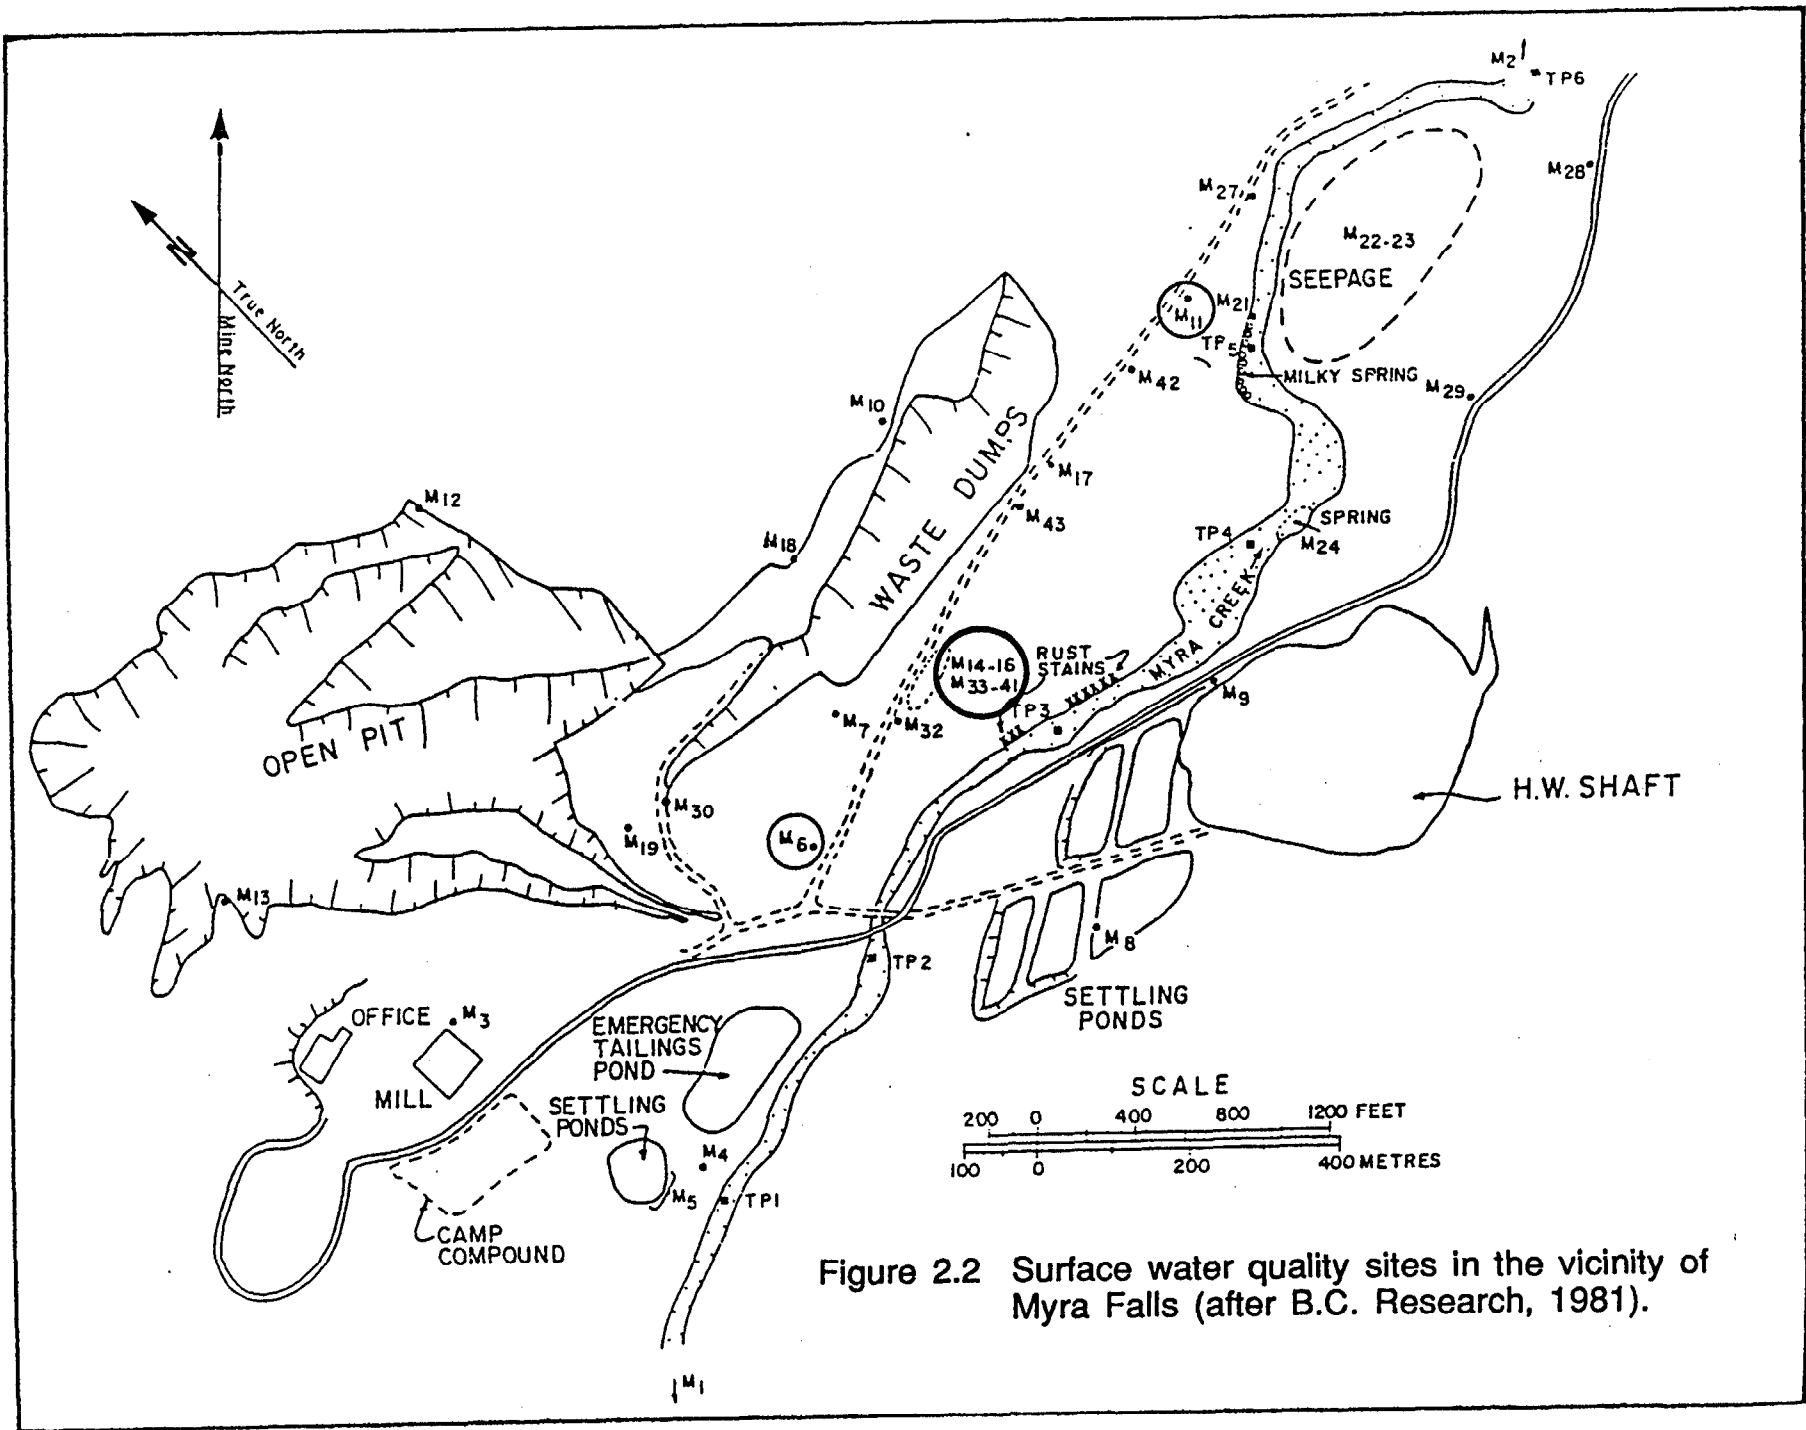 M2
TP6
M28
M27
M22-23
SEEPAGE
N
True North
Mine North
M21
M11
TP5
MILKY SPRING
M42
M29
M10
WASTE DUMPS
M17
M12
M43
SPRING
TP4
M24
M18
MYRA CREEK
M14-16
M33-41
RUST
STAINS
M9
TP3
M7
M32
OPEN PIT
H.W. SHAFT
M30
M19
M6
M13
M8
TP2
SETTLING
PONDS
OFFICE
M3
MILL
EMERGENCY
TAILINGS
POND
SETTLING
PONDS
M4
M5
TP1
CAMP
COMPOUND
SCALE
200 0 400 800 1200 FEET
100 0 200 400 METRES
Figure 2.2 Surface water quality sites in the vicinity of
Myra Falls (after B.C. Research, 1981).
M1